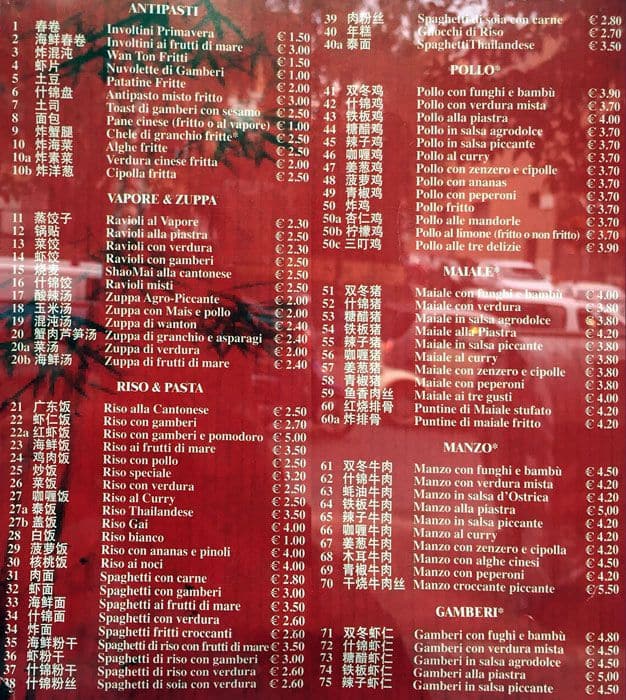 ANTIPASTI
1 春卷 Involtini Primavera € 1.50
2 海鲜春卷 Involtini ai frutti di mare € 3.00
3 炸混沌 Wan Ton Fritti € 1.50
4 虾片 Nuvolette di Gamberi € 1.00
5 土豆 Patatine Fritte € 2.00
6 什锦盘 Antipasto misto fritto € 3.00
7 土司 Toast di gamberi con sesamo € 2.50
8 面包 Pane cinese (fritto o al vapore) € 1.00
9 炸蟹腿 Chele di granchio fritte € 2.50
10 炸海菜 Alghe fritte € 2.50
10a 炸素菜 Verdura cinese fritta € 2.50
10b 炸洋葱 Cipolla fritta € 2.50
VAPORE & ZUPPA
11 蒸饺子 Ravioli al Vapore € 2.30
12 锅贴 Ravioli alla piastra € 2.50
13 菜饺 Ravioli con verdura € 2.30
14 虾饺 Ravioli con gamberi € 2.50
15 烧麦 ShaoMai alla cantonese € 2.50
16 什锦饺 Ravioli misti € 2.50
17 酸辣汤 Zuppa Agro-Piccante € 2.00
18 玉米汤 Zuppa con Mais e pollo € 2.00
19 混沌汤 Zuppa di wanton € 2.40
20 蟹肉芦笋汤 Zuppa di granchio e asparagi € 2.40
20a 菜汤 Zuppa di verdura € 2.00
20b 海鲜汤 Zuppa di frutti di mare € 2.40
RISO & PASTA
21 广东饭 Riso alla Cantonese € 2.50
22 虾仁饭 Riso con gamberi € 2.70
22a 红虾饭 Riso con gamberi e pomodoro € 5.00
23 海鲜饭 Riso ai frutti di mare € 3.50
24 鸡肉饭 Riso con pollo € 2.50
25 炒饭 Riso speciale € 3.20
26 菜饭 Riso con verdura € 2.50
27 咖喱饭 Riso al Curry € 2.50
27a 泰饭 Riso Thailandese € 3.50
27b 盖饭 Riso Gai € 4.00
28 白饭 Riso bianco € 1.00
29 菠萝饭 Riso con ananas e pinoli € 4.00
30 核桃饭 Riso ai noci € 4.00
31 肉面 Spaghetti con carne € 2.80
32 虾面 Spaghetti con gamberi € 3.00
33 海鲜面 Spaghetti ai frutti di mare € 3.50
34 什锦面 Spaghetti con verdura € 2.60
34 炸面 Spaghetti fritti croccanti € 2.60
35 海鲜粉干 Spaghetti di riso con frutti di mare € 3.50
36 虾粉干 Spaghetti di riso con gamberi € 3.00
37 什锦粉干 Spaghetti di riso con verdura € 2.60
38 什锦粉丝 Spaghetti di soia con verdura € 2.60
39 肉粉丝 Spaghetti di soia con carne € 2.80
40 年糕 Gnocchi di Riso € 2.70
40a 泰面 SpaghettiThailandese € 3.50
POLLO*
41 双冬鸡 Pollo con funghi e bambù € 3.90
42 什锦鸡 Pollo con verdura mista € 3.70
43 铁板鸡 Pollo alla piastra € 4.00
44 糖醋鸡 Pollo in salsa agrodolce € 3.70
45 辣子鸡 Pollo in salsa piccante € 3.70
46 咖喱鸡 Pollo al curry € 3.70
47 姜葱鸡 Pollo con zenzero e cipolle € 3.70
48 菠萝鸡 Pollo con ananas € 3.70
49 青椒鸡 Pollo con peperoni € 3.70
50 炸鸡 Pollo fritto € 3.70
50a 杏仁鸡 Pollo alle mandorle € 3.70
50b 柠檬鸡 Pollo al limone (fritto o non fritto) € 3.70
50c 三叮鸡 Pollo alle tre delizie € 3.90
MAIALE*
51 双冬猪 Maiale con funghi e bambù € 4.00
52 什锦猪 Maiale con verdura € 3.80
53 糖醋猪 Maiale in salsa agrodolce € 3.80
54 铁板猪 Maiale alla Piastra € 4.20
55 辣子猪 Maiale in salsa piccante € 3.80
56 咖喱猪 Maiale al curry € 3.80
57 姜葱猪 Maiale con zenzero e cipolle € 3.80
58 青椒猪 Maiale con peperoni € 3.80
59 鱼香肉丝 Maiale ai tre gusti € 4.00
60 红烧排骨 Puntine di Maiale stufato € 4.20
60a 炸排骨 Puntine di maiale fritto € 4.20
MANZO*
61 双冬牛肉 Manzo con funghi e bambù € 4.50
62 什锦牛肉 Manzo con verdura mista € 4.20
63 蚝油牛肉 Manzo in salsa d'Ostrica € 4.20
64 铁板牛肉 Manzo alla piastra € 5,00
65 辣子牛肉 Manzo in salsa piccante € 4.20
66 咖喱牛肉 Manzo al curry € 4.20
67 姜葱牛肉 Manzo con zenzero e cipolla € 4.20
68 木耳牛肉 Manzo con alghe cinesi € 4.50
69 青椒牛肉 Manzo con peperoni € 4.20
70 干烧牛肉丝 Manzo croccante piccante € 5.50
GAMBERI*
71 双冬虾仁 Gamberi con fughi e bambù € 4.80
72 什锦虾仁 Gamberi con verdura mista € 4.50
73 糖醋虾仁 Gamberi in salsa agrodolce € 4.50
74 铁板虾仁 Gamberi alla piastra € 5,00
75 辣子虾仁 Gamberi in salsa piccante € 4.50